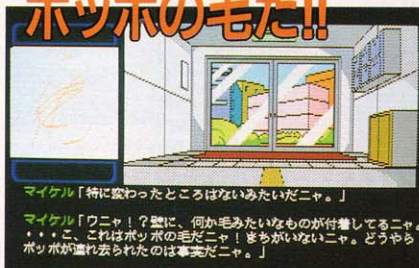 ポッポの毛だ!!
マイケル「特に変わったところはないみたいだニャ。」
マイケル「ウニャ！？壁に、何か毛みたいなものが付着してるニャ
・・・こ、これはポッポの毛だニャ！まちがいないニャ。どうやら
ポッポが連れ去られたのは事実だニャ。」